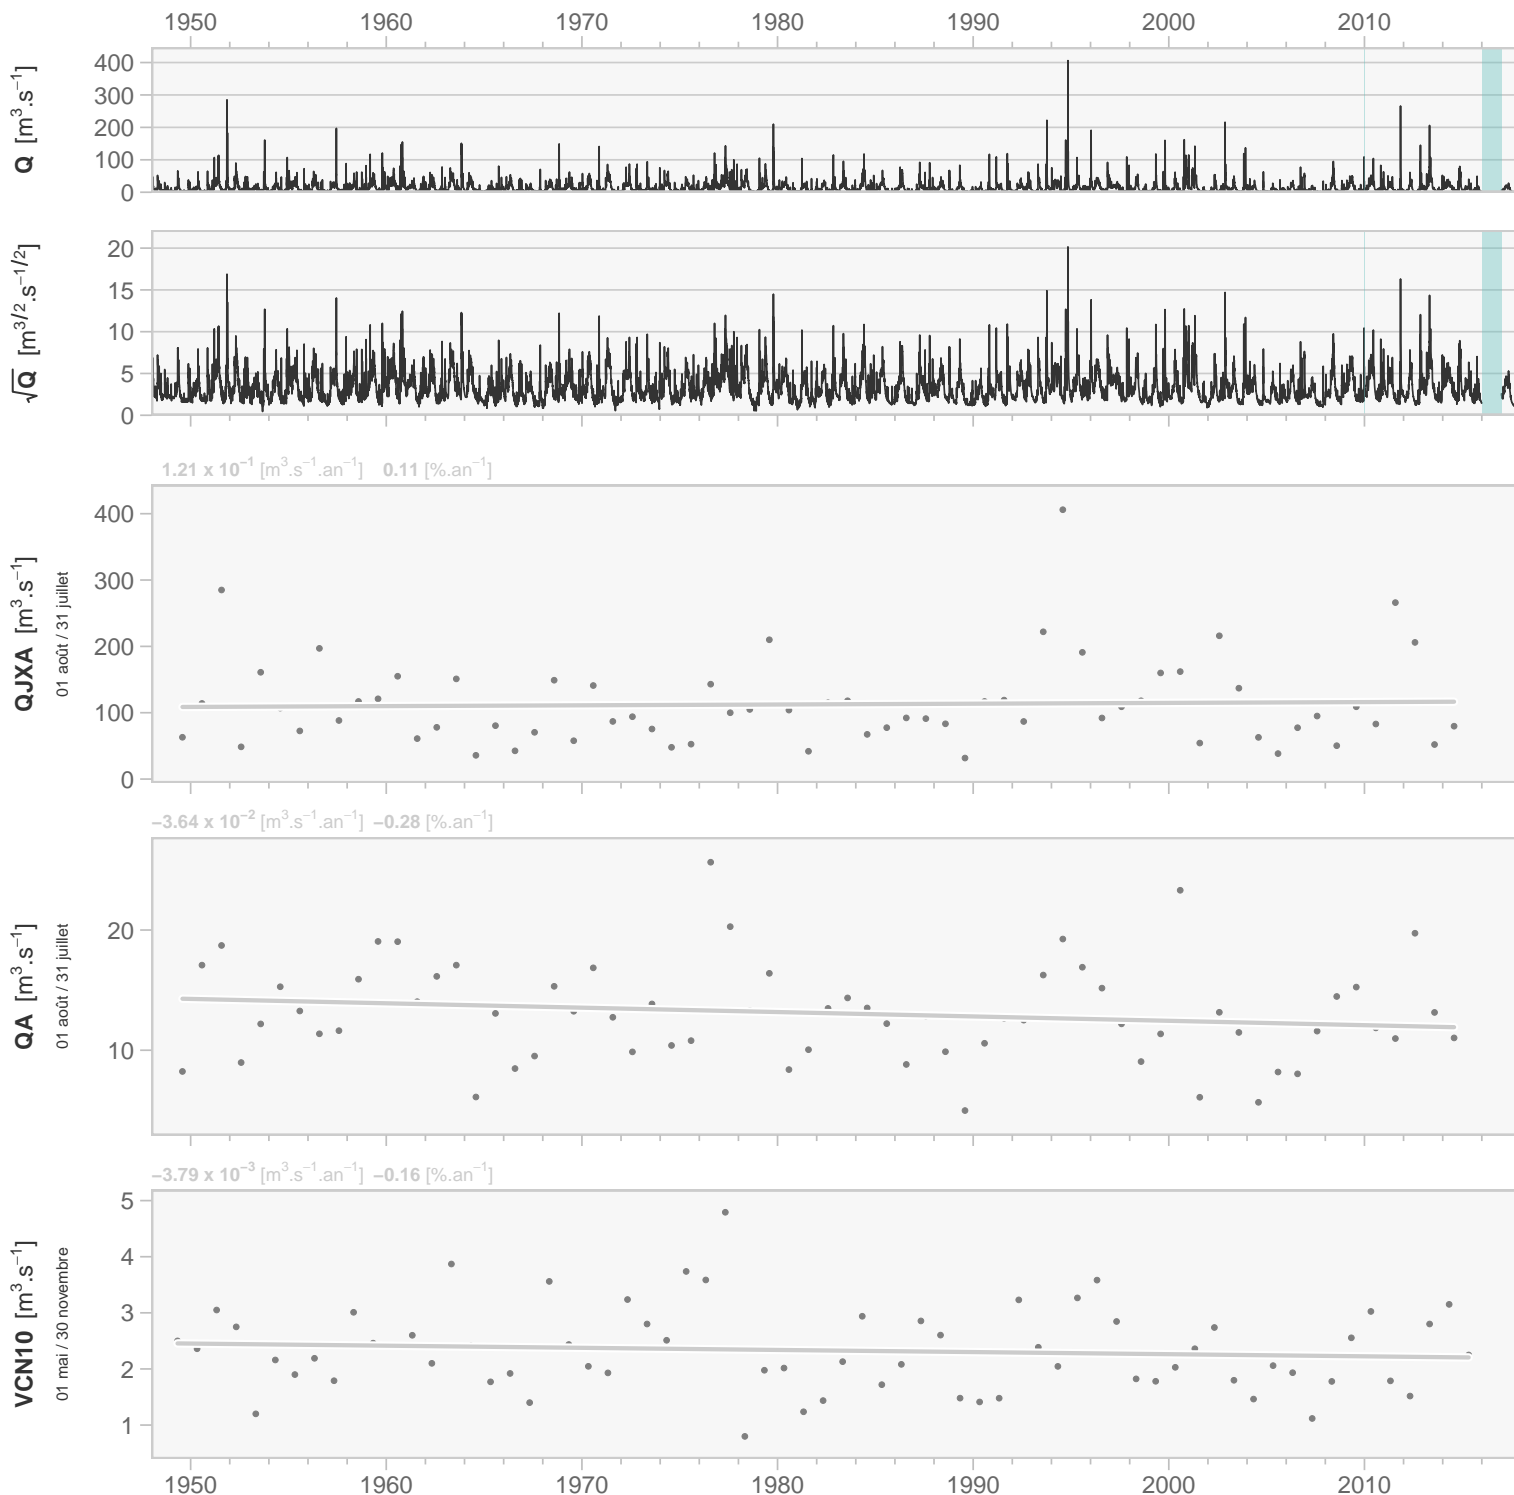 1950 1960 1970 1980 1990 2000 2010
Q [m³.s⁻¹]
400
300
200
100
0
√Q [m³/².s⁻¹/²]
20
15
10
5
0
1.21 x 10⁻¹ [m³.s⁻¹.an⁻¹] 0.11 [%.an⁻¹]
QJXA [m³.s⁻¹]
01 août / 31 juillet
400
300
200
100
0
−3.64 x 10⁻² [m³.s⁻¹.an⁻¹] −0.28 [%.an⁻¹]
QA [m³.s⁻¹]
01 août / 31 juillet
20
10
−3.79 x 10⁻³ [m³.s⁻¹.an⁻¹] −0.16 [%.an⁻¹]
VCN10 [m³.s⁻¹]
01 mai / 30 novembre
5
4
3
2
1
1950 1960 1970 1980 1990 2000 2010